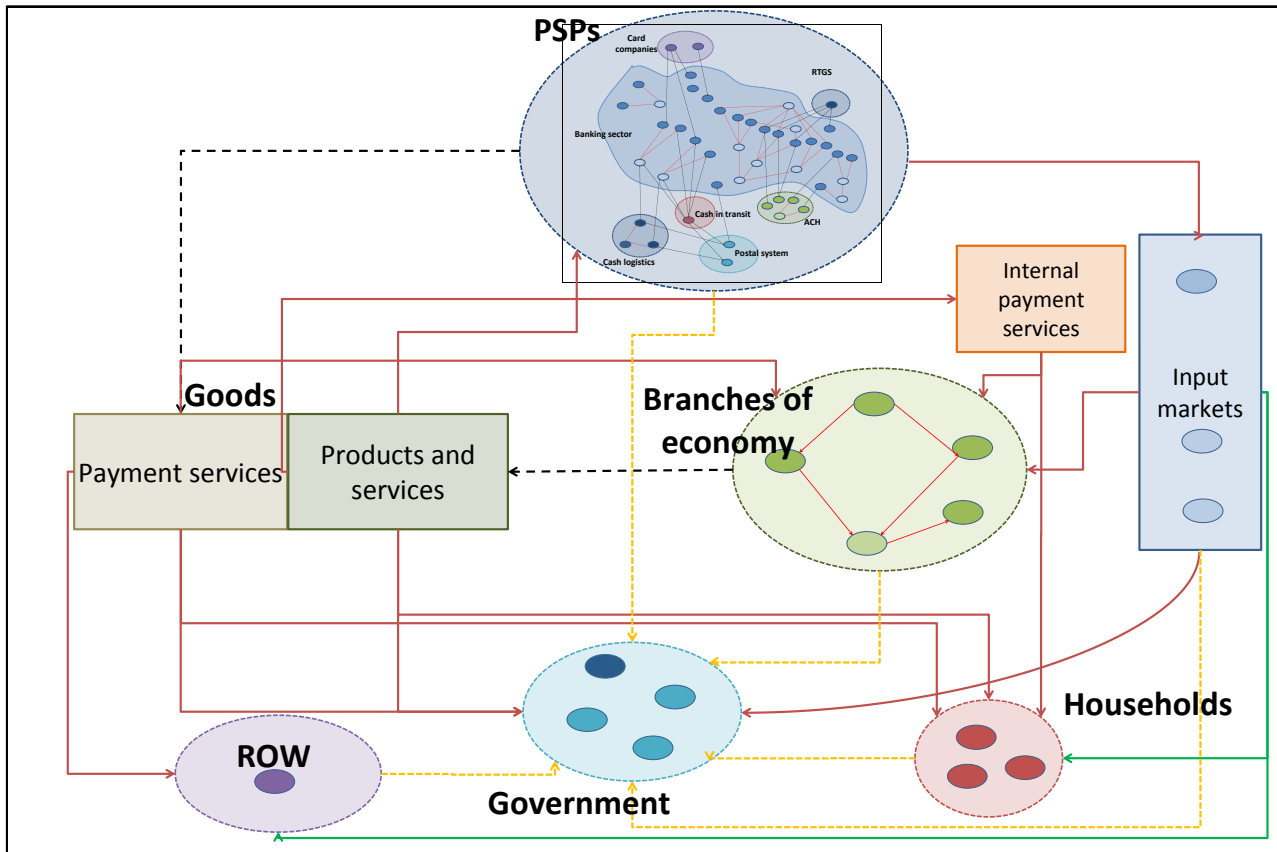 PSPs
Card
companies
RTGS
Banking sector
Cash in transit
ACH
Cash logistics
Postal system
Internal
payment
services
Input
markets
Goods
Branches of
economy
Payment services
Products and
services
Households
ROW
Government